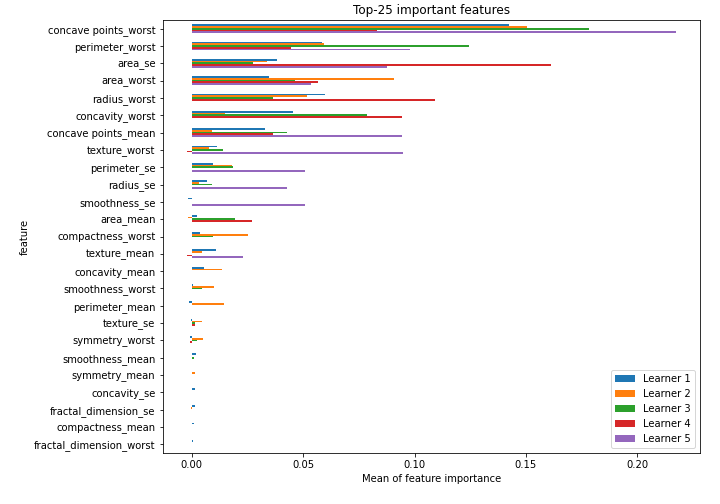 Top-25 important features
concave points_worst
perimeter_worst
area_se
area_worst
radius_worst
concavity_worst
concave points_mean
texture_worst
perimeter_se
radius_se
smoothness_se
area_mean
compactness_worst
texture_mean
concavity_mean
smoothness_worst
perimeter_mean
texture_se
symmetry_worst
smoothness_mean
symmetry_mean
concavity_se
fractal_dimension_se
compactness_mean
fractal_dimension_worst
feature
Learner 1
Learner 2
Learner 3
Learner 4
Learner 5
0.00 0.05 0.10 0.15 0.20
Mean of feature importance